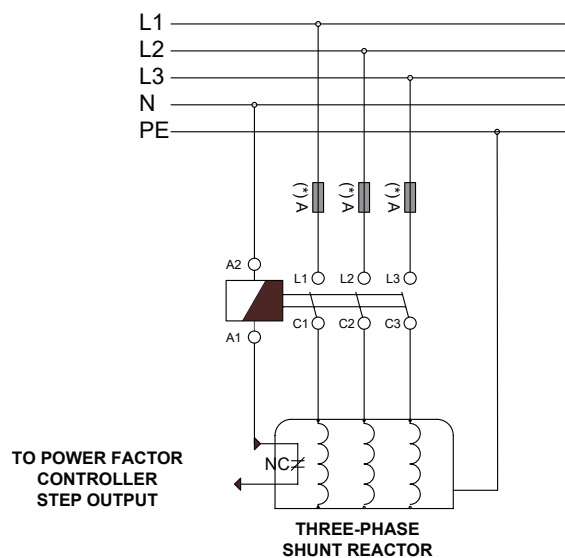 L1
L2
L3
N
PE
(*)A
(*)A
(*)A
A2
L1
L2
L3
C1
C2
C3
A1
NC
TO POWER FACTOR
CONTROLLER
STEP OUTPUT
THREE-PHASE
SHUNT REACTOR